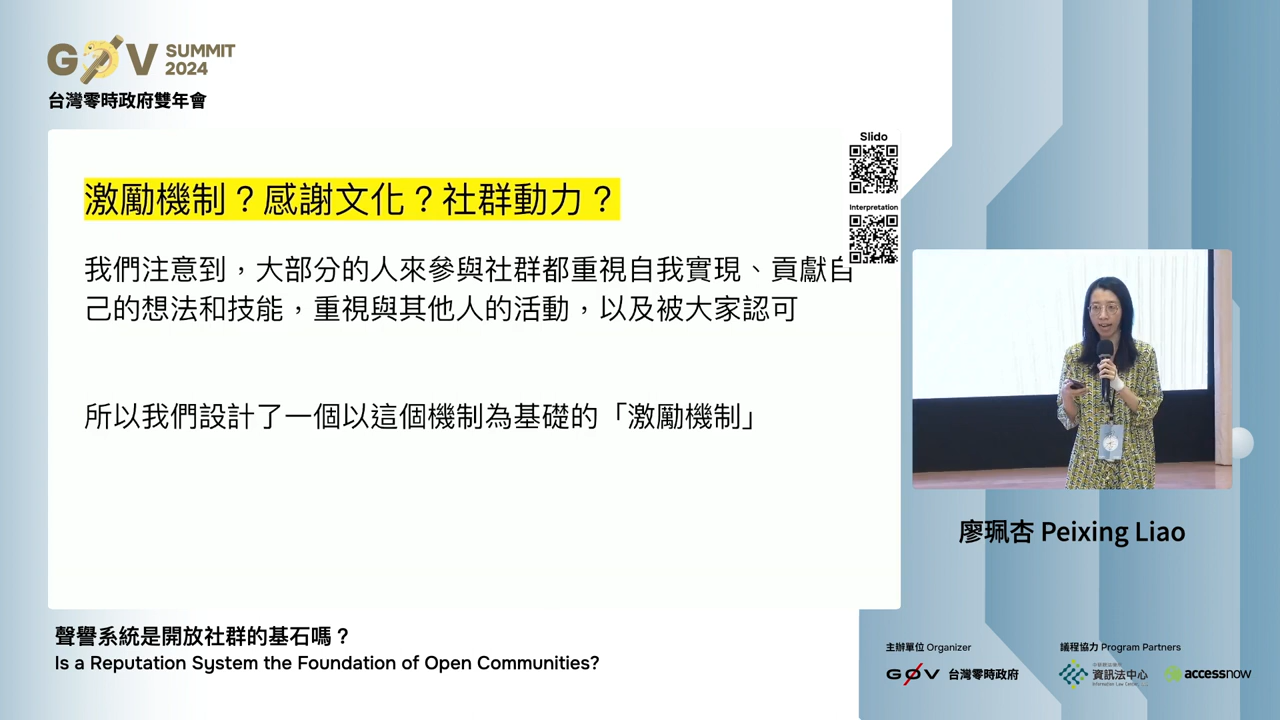 G0V SUMMIT 2024
台灣零時政府雙年會
Slido
Interpretation
激勵機制？感謝文化？社群動力？
我們注意到，大部分的人來參與社群都重視自我實現、貢獻自
己的想法和技能，重視與其他人的活動，以及被大家認可
所以我們設計了一個以這個機制為基礎的「激勵機制」
廖珮杏 Peixing Liao
聲譽系統是開放社群的基石嗎？
Is a Reputation System the Foundation of Open Communities?
主辦單位 Organizer
G0V 台灣零時政府
議程協力 Program Partners
資訊法中心
Information Law Center
accessnow